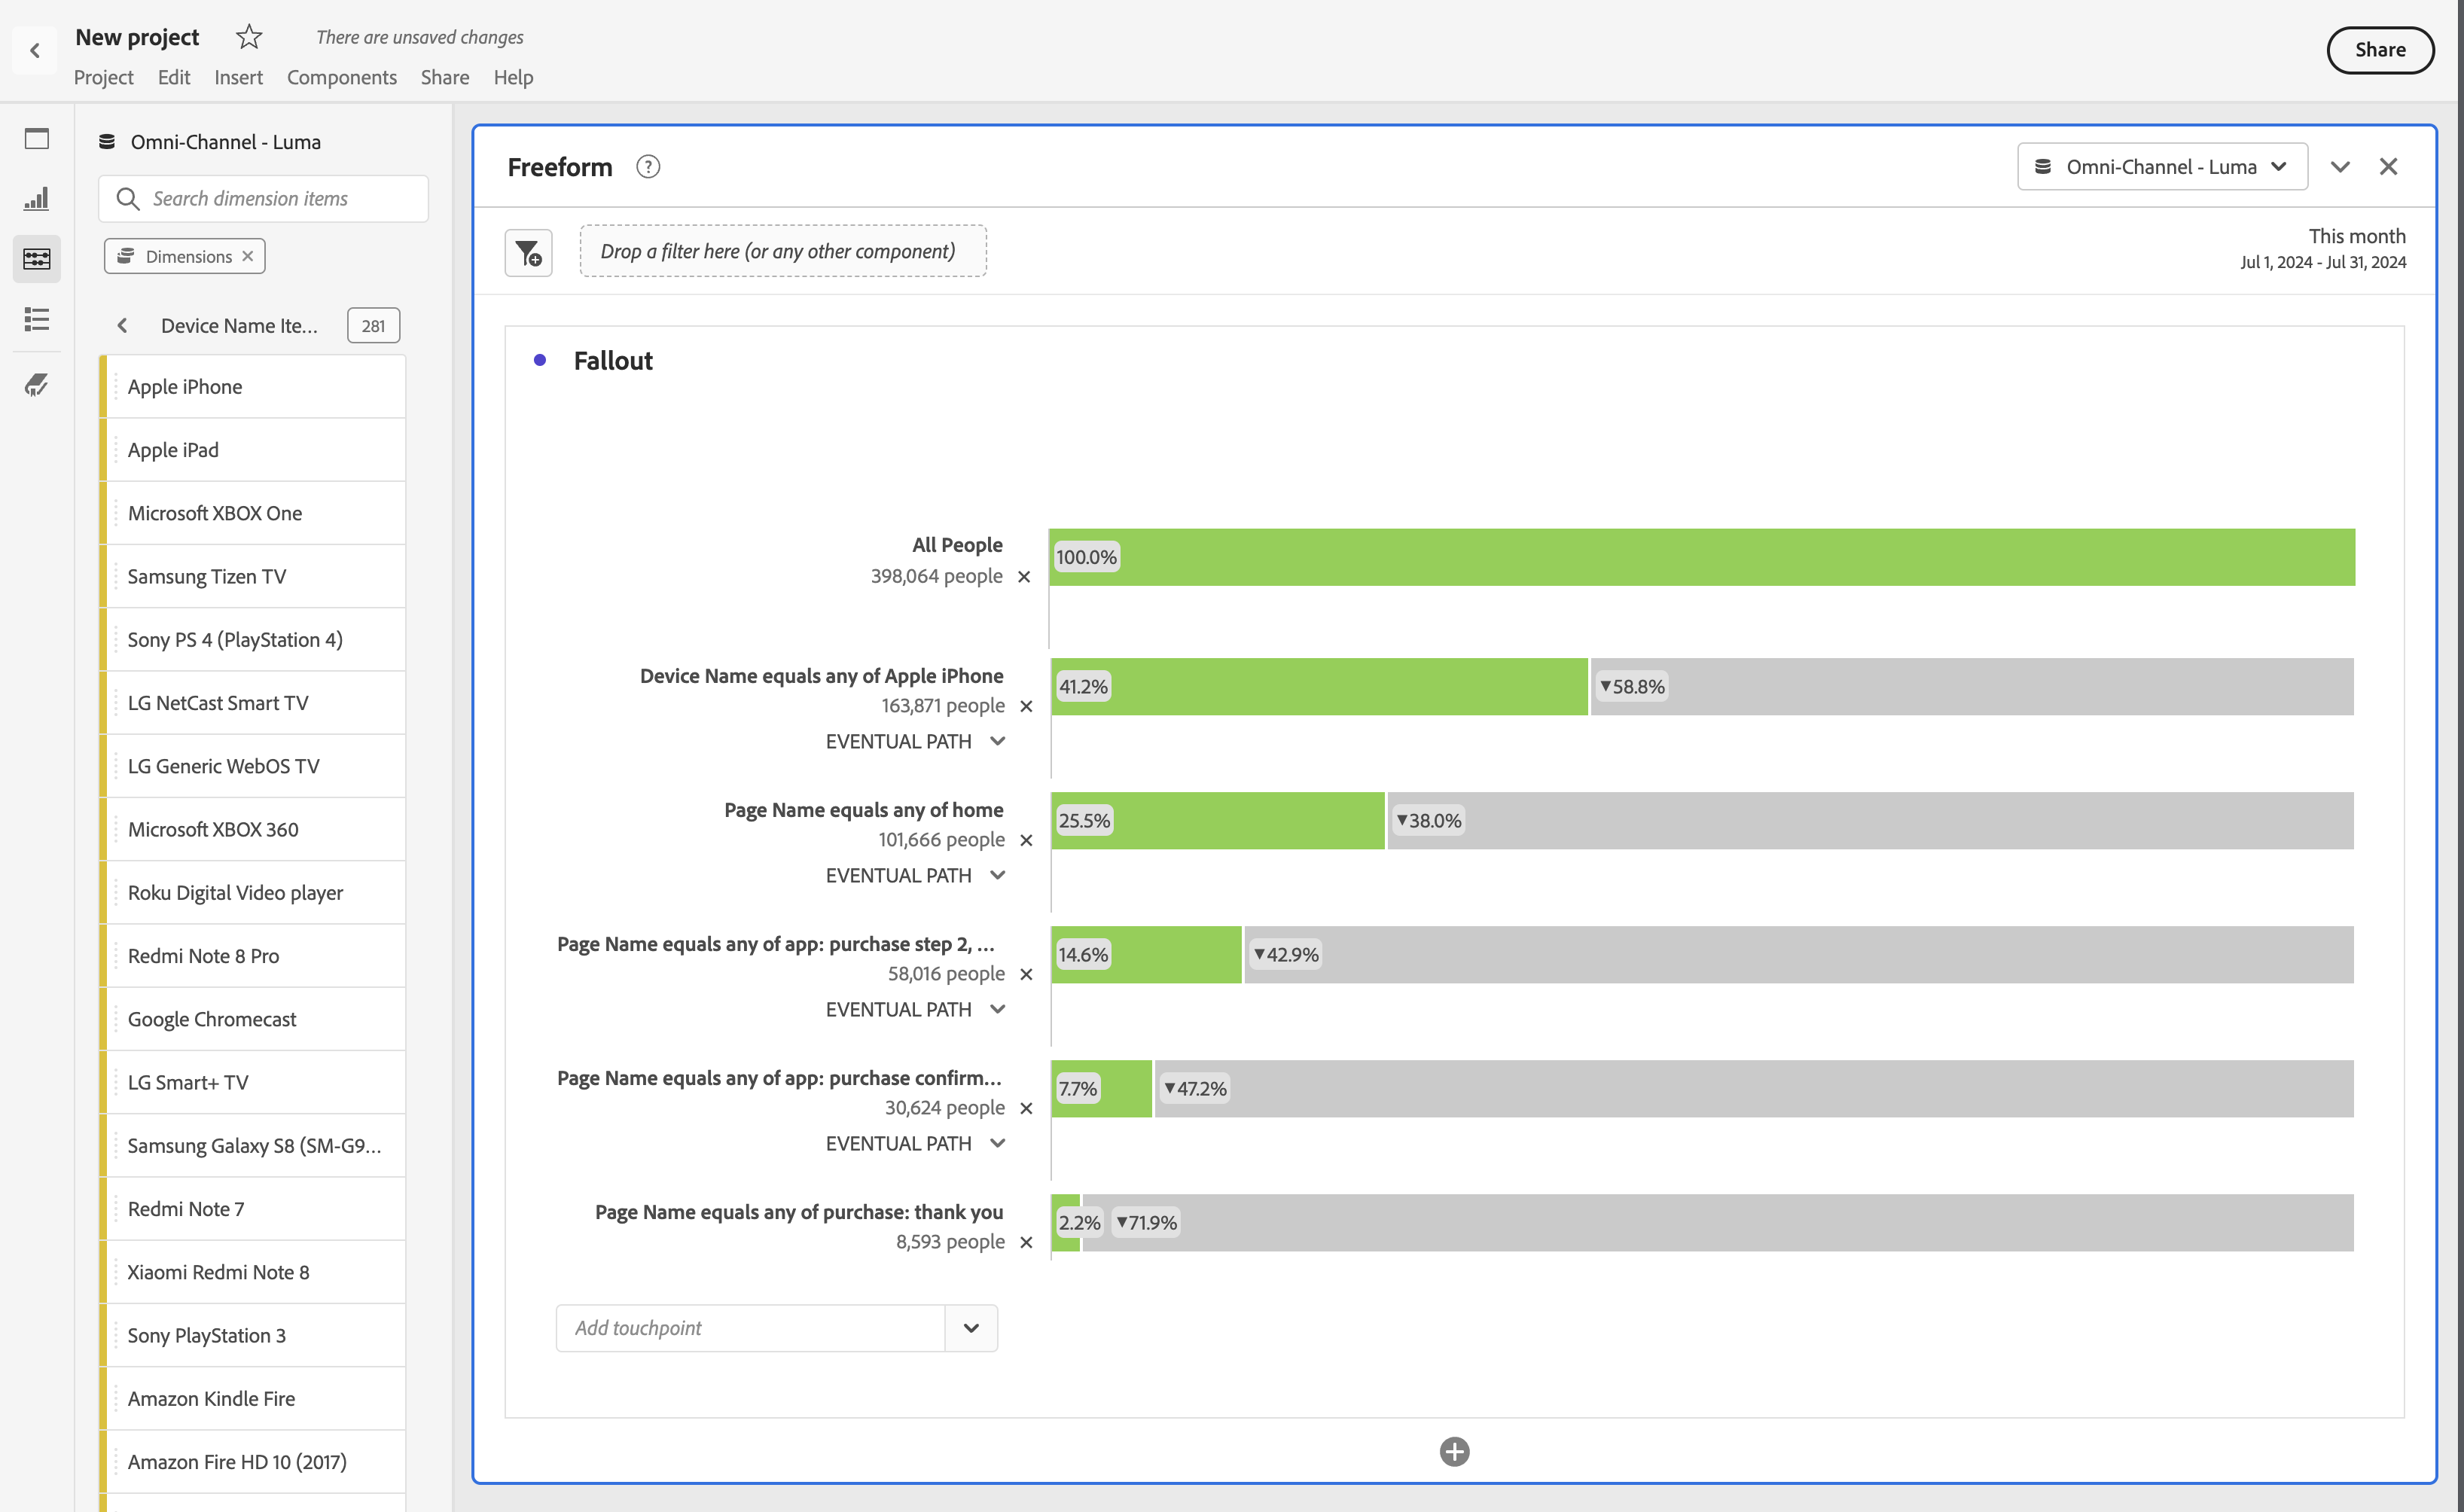 New project
There are unsaved changes
Share
Project Edit Insert Components Share Help
Omni-Channel - Luma
Search dimension items
Dimensions
Device Name Ite... 281
Apple iPhone
Apple iPad
Microsoft XBOX One
Samsung Tizen TV
Sony PS 4 (PlayStation 4)
LG NetCast Smart TV
LG Generic WebOS TV
Microsoft XBOX 360
Roku Digital Video player
Redmi Note 8 Pro
Google Chromecast
LG Smart+ TV
Samsung Galaxy S8 (SM-G9...
Redmi Note 7
Xiaomi Redmi Note 8
Sony PlayStation 3
Amazon Kindle Fire
Amazon Fire HD 10 (2017)
Freeform
Omni-Channel - Luma
Drop a filter here (or any other component)
This month
Jul 1, 2024 - Jul 31, 2024
Fallout
All People
398,064 people
100.0%
Device Name equals any of Apple iPhone
163,871 people
EVENTUAL PATH
41.2% ▼58.8%
Page Name equals any of home
101,666 people
EVENTUAL PATH
25.5% ▼38.0%
Page Name equals any of app: purchase step 2, ...
58,016 people
EVENTUAL PATH
14.6% ▼42.9%
Page Name equals any of app: purchase confirm...
30,624 people
EVENTUAL PATH
7.7% ▼47.2%
Page Name equals any of purchase: thank you
8,593 people
2.2% ▼71.9%
Add touchpoint